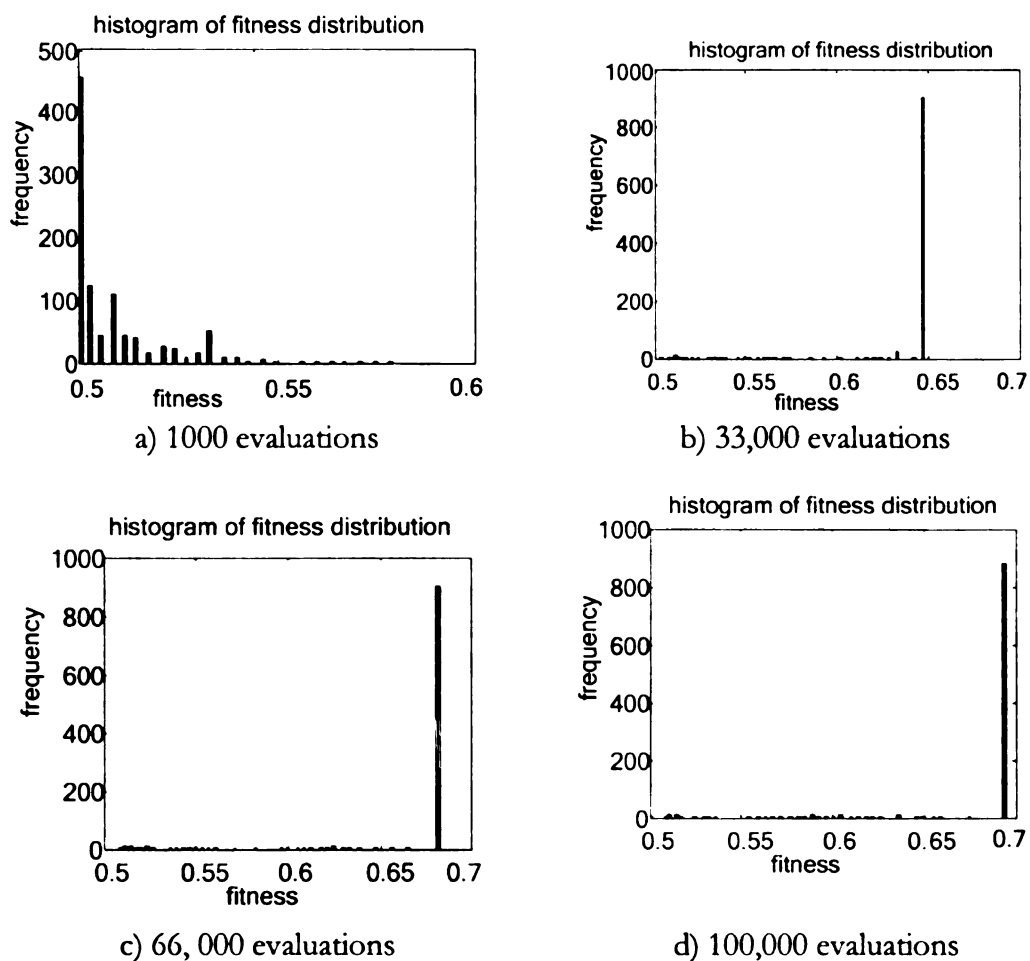 histogram of fitness distribution
500
400
300
200
100
0
frequency
0.5 0.55 0.6
fitness
a) 1000 evaluations
histogram of fitness distribution
1000
800
600
400
200
0
frequency
0.5 0.55 0.6 0.65 0.7
fitness
b) 33,000 evaluations
histogram of fitness distribution
1000
800
600
400
200
0
frequency
0.5 0.55 0.6 0.65 0.7
fitness
c) 66, 000 evaluations
histogram of fitness distribution
1000
800
600
400
200
0
frequency
0.5 0.55 0.6 0.65 0.7
fitness
d) 100,000 evaluations